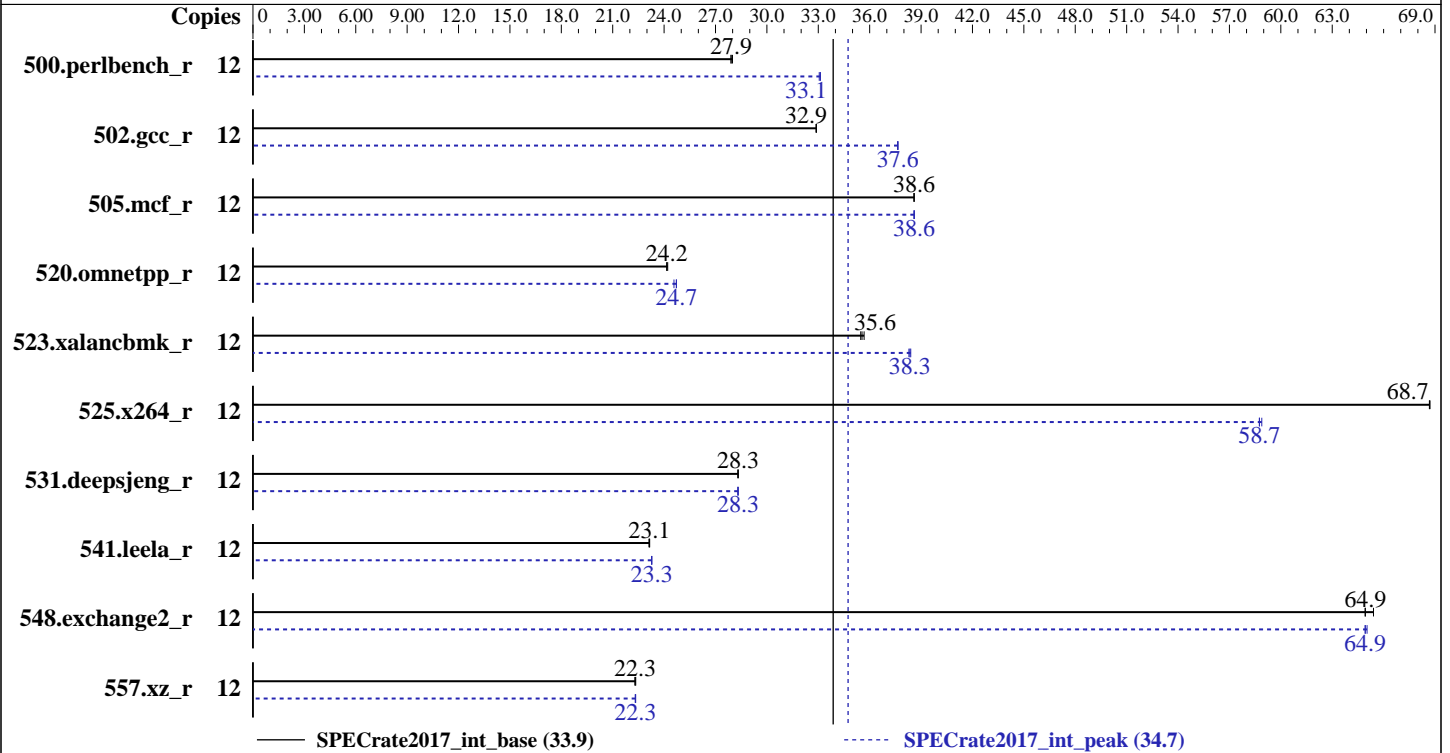 Copies 0 3.00 6.00 9.00 12.0 15.0 18.0 21.0 24.0 27.0 30.0 33.0 36.0 39.0 42.0 45.0 48.0 51.0 54.0 57.0 60.0 63.0 69.0
27.9
500.perlbench_r 12
33.1
32.9
502.gcc_r 12
37.6
38.6
505.mcf_r 12
38.6
24.2
520.omnetpp_r 12
24.7
35.6
523.xalancbmk_r 12
38.3
68.7
525.x264_r 12
58.7
28.3
531.deepsjeng_r 12
28.3
23.1
541.leela_r 12
23.3
64.9
548.exchange2_r 12
64.9
22.3
557.xz_r 12
22.3
SPECrate2017_int_base (33.9) SPECrate2017_int_peak (34.7)